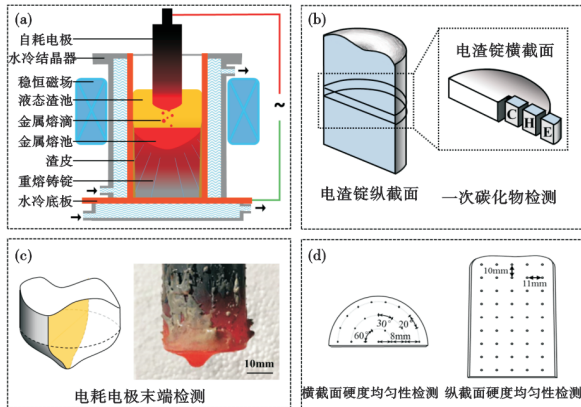 (a)
自耗电极
水冷结晶器
稳恒磁场
液态渣池
金属熔滴
金属熔池
渣皮
重熔铸锭
水冷底板
~
(b)
电渣锭横截面
C H E
电渣锭纵截面
一次碳化物检测
(c)
10mm
电耗电极末端检测
(d)
30°
20°
60°
8mm
10mm
11mm
横截面硬度均匀性检测
纵截面硬度均匀性检测